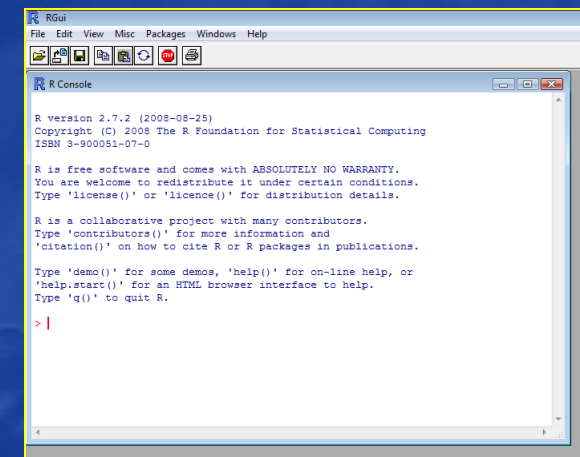 RGui
File Edit View Misc Packages Windows Help
STOP
R Console
R version 2.7.2 (2008-08-25)
Copyright (C) 2008 The R Foundation for Statistical Computing
ISBN 3-900051-07-0
R is free software and comes with ABSOLUTELY NO WARRANTY.
You are welcome to redistribute it under certain conditions.
Type 'license()' or 'licence()' for distribution details.
R is a collaborative project with many contributors.
Type 'contributors()' for more information and
'citation()' on how to cite R or R packages in publications.
Type 'demo()' for some demos, 'help()' for on-line help, or
'help.start()' for an HTML browser interface to help.
Type 'q()' to quit R.
>